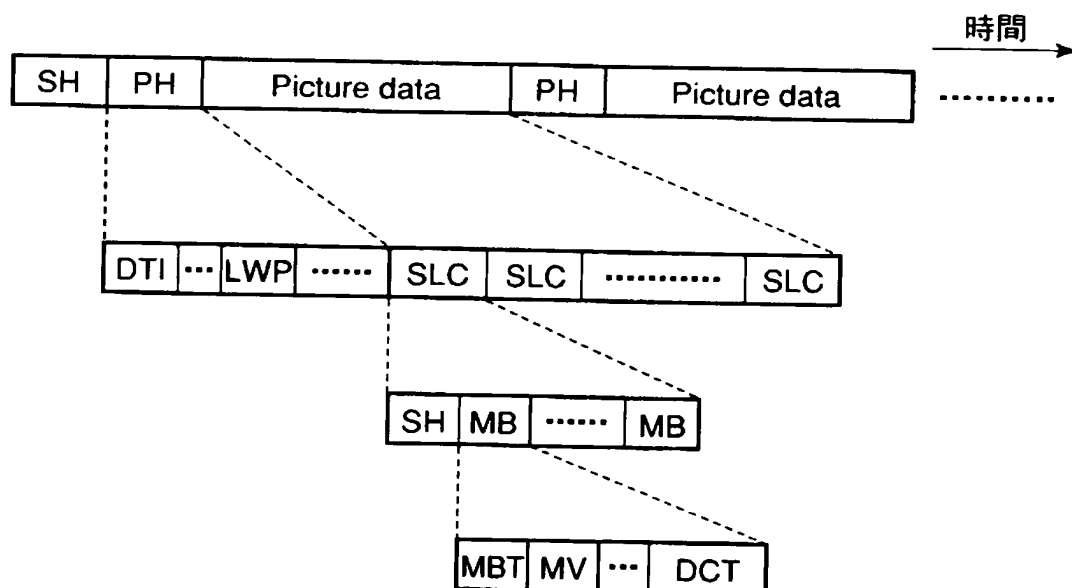 時間
SH PH Picture data PH Picture data ............
DTI ... LWP ...... SLC SLC ............ SLC
SH MB ...... MB
MBT MV ... DCT